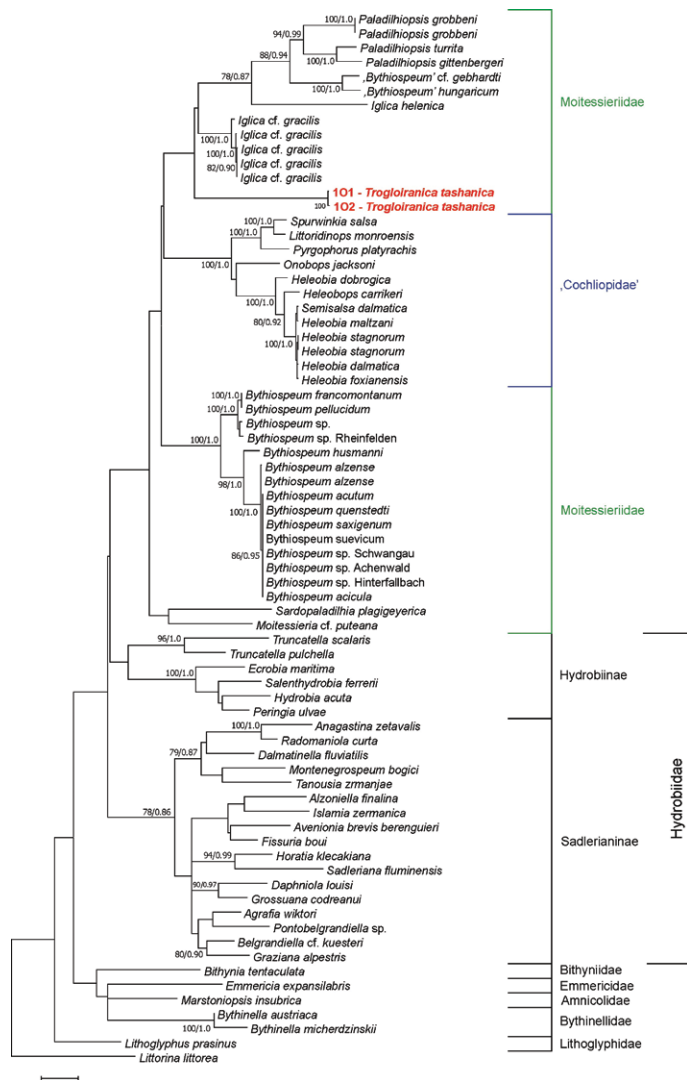 100/1.0 Paladilhiopsis grobbeni
94/0.99 Paladilhiopsis grobbeni
88/0.94 Paladilhiopsis turrita
100/1.0 Paladilhiopsis gittenbergeri
78/0.87 ‚Bythiospeum’ cf. gebhardti
100/1.0 ‚Bythiospeum’ hungaricum
Iglica helenica
Moitessieriidae
Iglica cf. gracilis
Iglica cf. gracilis
100/1.0 Iglica cf. gracilis
100/1.0 Iglica cf. gracilis
82/0.90 Iglica cf. gracilis
1O1 - Trogloiranica tashanica
100 1O2 - Trogloiranica tashanica
100/1.0 Spurwinkia salsa
Littoridinops monroensis
Pyrgophorus platyrachis
100/1.0 Onobops jacksoni
Heleobia dobrogica
100/1.0 Heleobops carrikeri
Semisalsa dalmatica
‚Cochliopidae’
80/0.92 Heleobia maltzani
Heleobia stagnorum
100/1.0 Heleobia stagnorum
Heleobia dalmatica
Heleobia foxianensis
100/1.0 Bythiospeum francomontanum
100/1.0 Bythiospeum pellucidum
Bythiospeum sp.
100/1.0 Bythiospeum sp. Rheinfelden
Bythiospeum husmanni
Bythiospeum alzense
98/1.0 Bythiospeum alzense
Bythiospeum acutum
100/1.0 Bythiospeum quenstedti
Moitessieriidae
Bythiospeum saxigenum
Bythiospeum suevicum
86/0.95 Bythiospeum sp. Schwangau
Bythiospeum sp. Achenwald
Bythiospeum sp. Hinterfallbach
Bythiospeum acicula
Sardopaladilhia plagigeyerica
Moitessieria cf. puteana
96/1.0 Truncatella scalaris
Truncatella pulchella
100/1.0 Ecrobia maritima
Hydrobiinae
Salenthydrobia ferrerii
Hydrobia acuta
Peringia ulvae
100/1.0 Anagastina zetavalis
Radomaniola curta
79/0.87 Dalmatinella fluviatilis
Montenegrospeum bogici
Tanousia zrmanjae
Alzoniella finalina
78/0.86 Islamia zermanica
Avenionia brevis berenguieri
Fissuria boui
Sadlerianinae
Hydrobiidae
94/0.99 Horatia klecakiana
Sadleriana fluminensis
90/0.97 Daphniola louisi
Grossuana codreanui
Agrafia wiktori
Pontobelgrandiella sp.
Belgrandiella cf. kuesteri
80/0.90 Graziana alpestris
Bithynia tentaculata Bithyniidae
Emmericia expansilabris Emmericidae
Marstoniopsis insubrica Amnicolidae
Bythinella austriaca Bythinellidae
100/1.0 Bythinella micherdzinskii
Lithoglyphus prasinus Lithoglyphidae
Littorina littorea